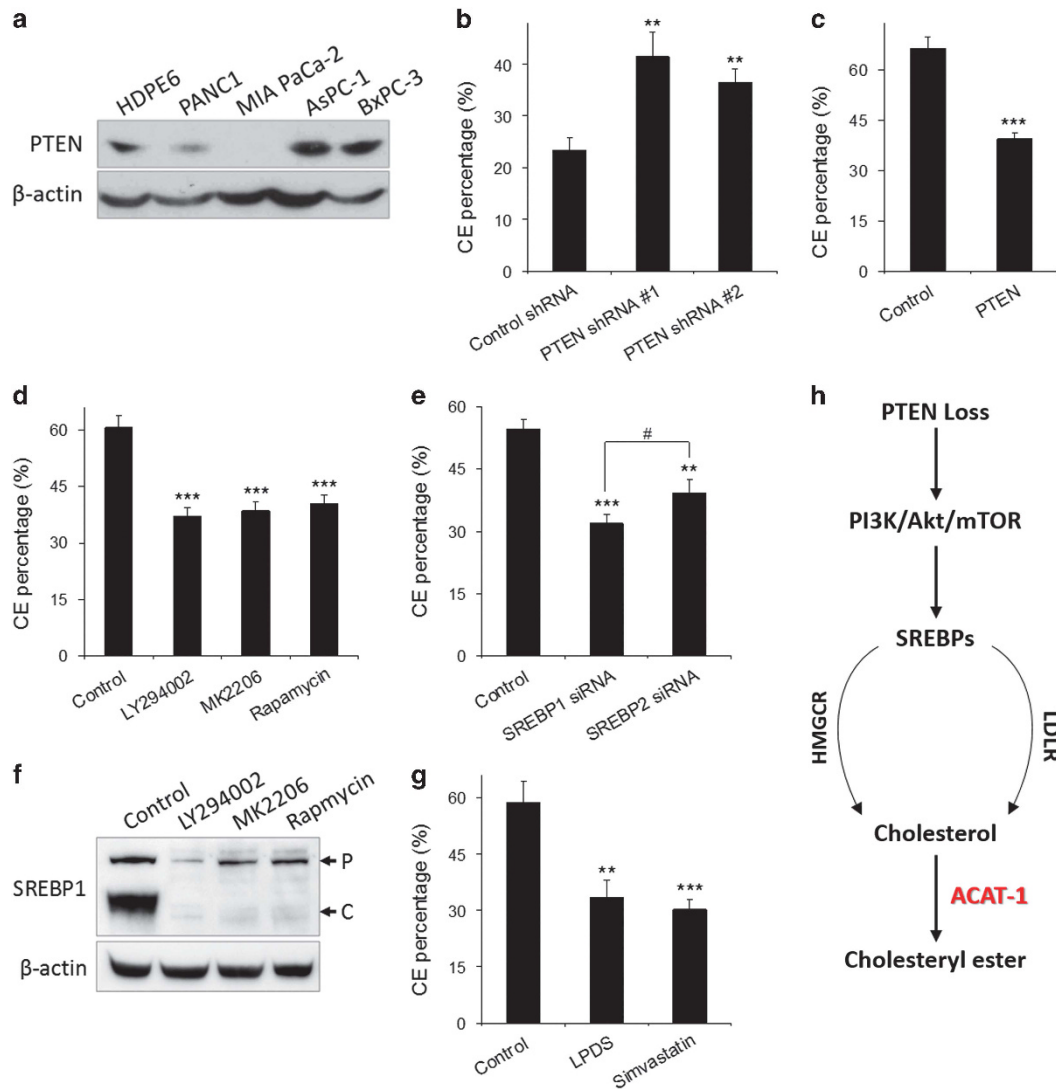 a
HDPE6
PANC1
MIA PaCa-2
AsPC-1
BxPC-3
PTEN
β-actin
b
CE percentage (%)
40
20
0
**
**
Control shRNA
PTEN shRNA #1
PTEN shRNA #2
c
CE percentage (%)
60
45
30
15
0
***
Control
PTEN
d
CE percentage (%)
60
45
30
15
0
***
***
***
Control
LY294002
MK2206
Rapamycin
e
CE percentage (%)
60
45
30
15
0
#
***
**
Control
SREBP1 siRNA
SREBP2 siRNA
f
Control
LY294002
MK2206
Rapmycin
SREBP1
P
C
β-actin
g
CE percentage (%)
60
45
30
15
0
**
***
Control
LPDS
Simvastatin
h
PTEN Loss
PI3K/Akt/mTOR
SREBPs
HMGCR
LDLR
Cholesterol
ACAT-1
Cholesteryl ester